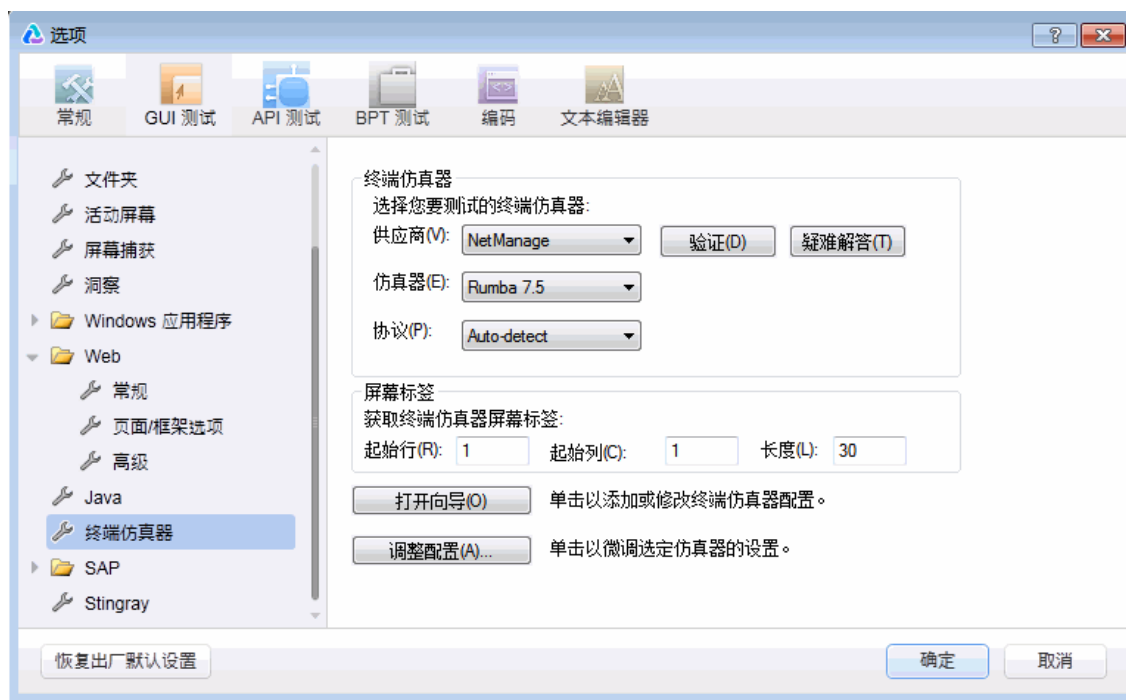 选项
常规
GUI 测试
API 测试
BPT 测试
编码
文本编辑器
文件夹
活动屏幕
屏幕捕获
洞察
Windows 应用程序
Web
常规
页面/框架选项
高级
Java
终端仿真器
SAP
Stingray
终端仿真器
选择您要测试的终端仿真器:
供应商(V): NetManage 验证(D) 疑难解答(T)
仿真器(E): Rumba 7.5
协议(P): Auto-detect
屏幕标签
获取终端仿真器屏幕标签:
起始行(R): 1 起始列(C): 1 长度(L): 30
打开向导(O) 单击以添加或修改终端仿真器配置。
调整配置(A)... 单击以微调选定仿真器的设置。
恢复出厂默认设置 确定 取消